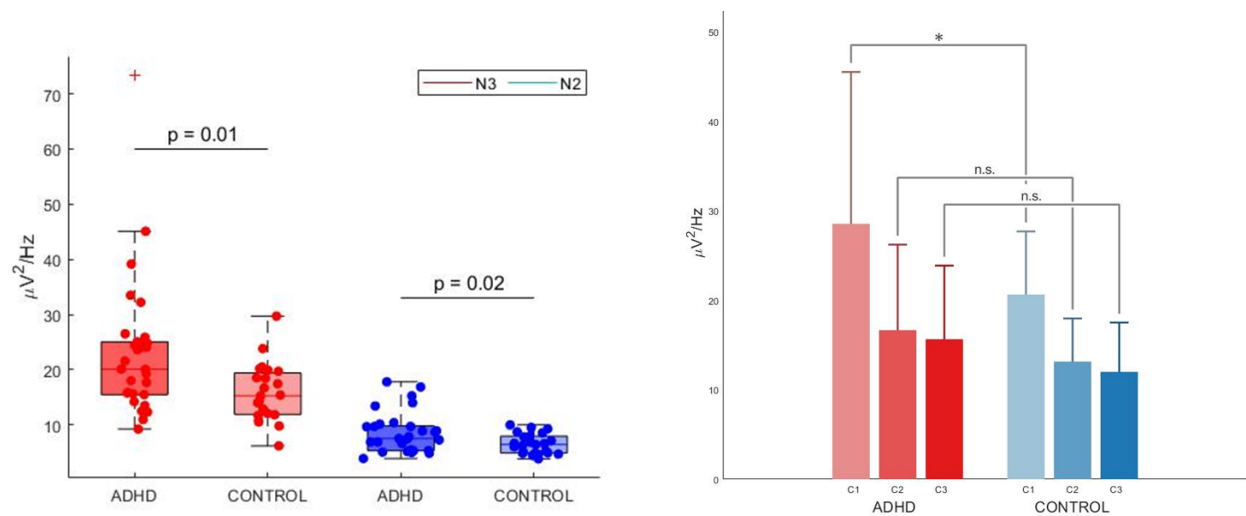 μV²/Hz
70
60
50
40
30
20
10
p = 0.01
p = 0.02
N3 N2
ADHD CONTROL ADHD CONTROL
μV²/Hz
50
40
30
20
10
0
*
n.s.
n.s.
C1 C2 C3 C1 C2 C3
ADHD CONTROL